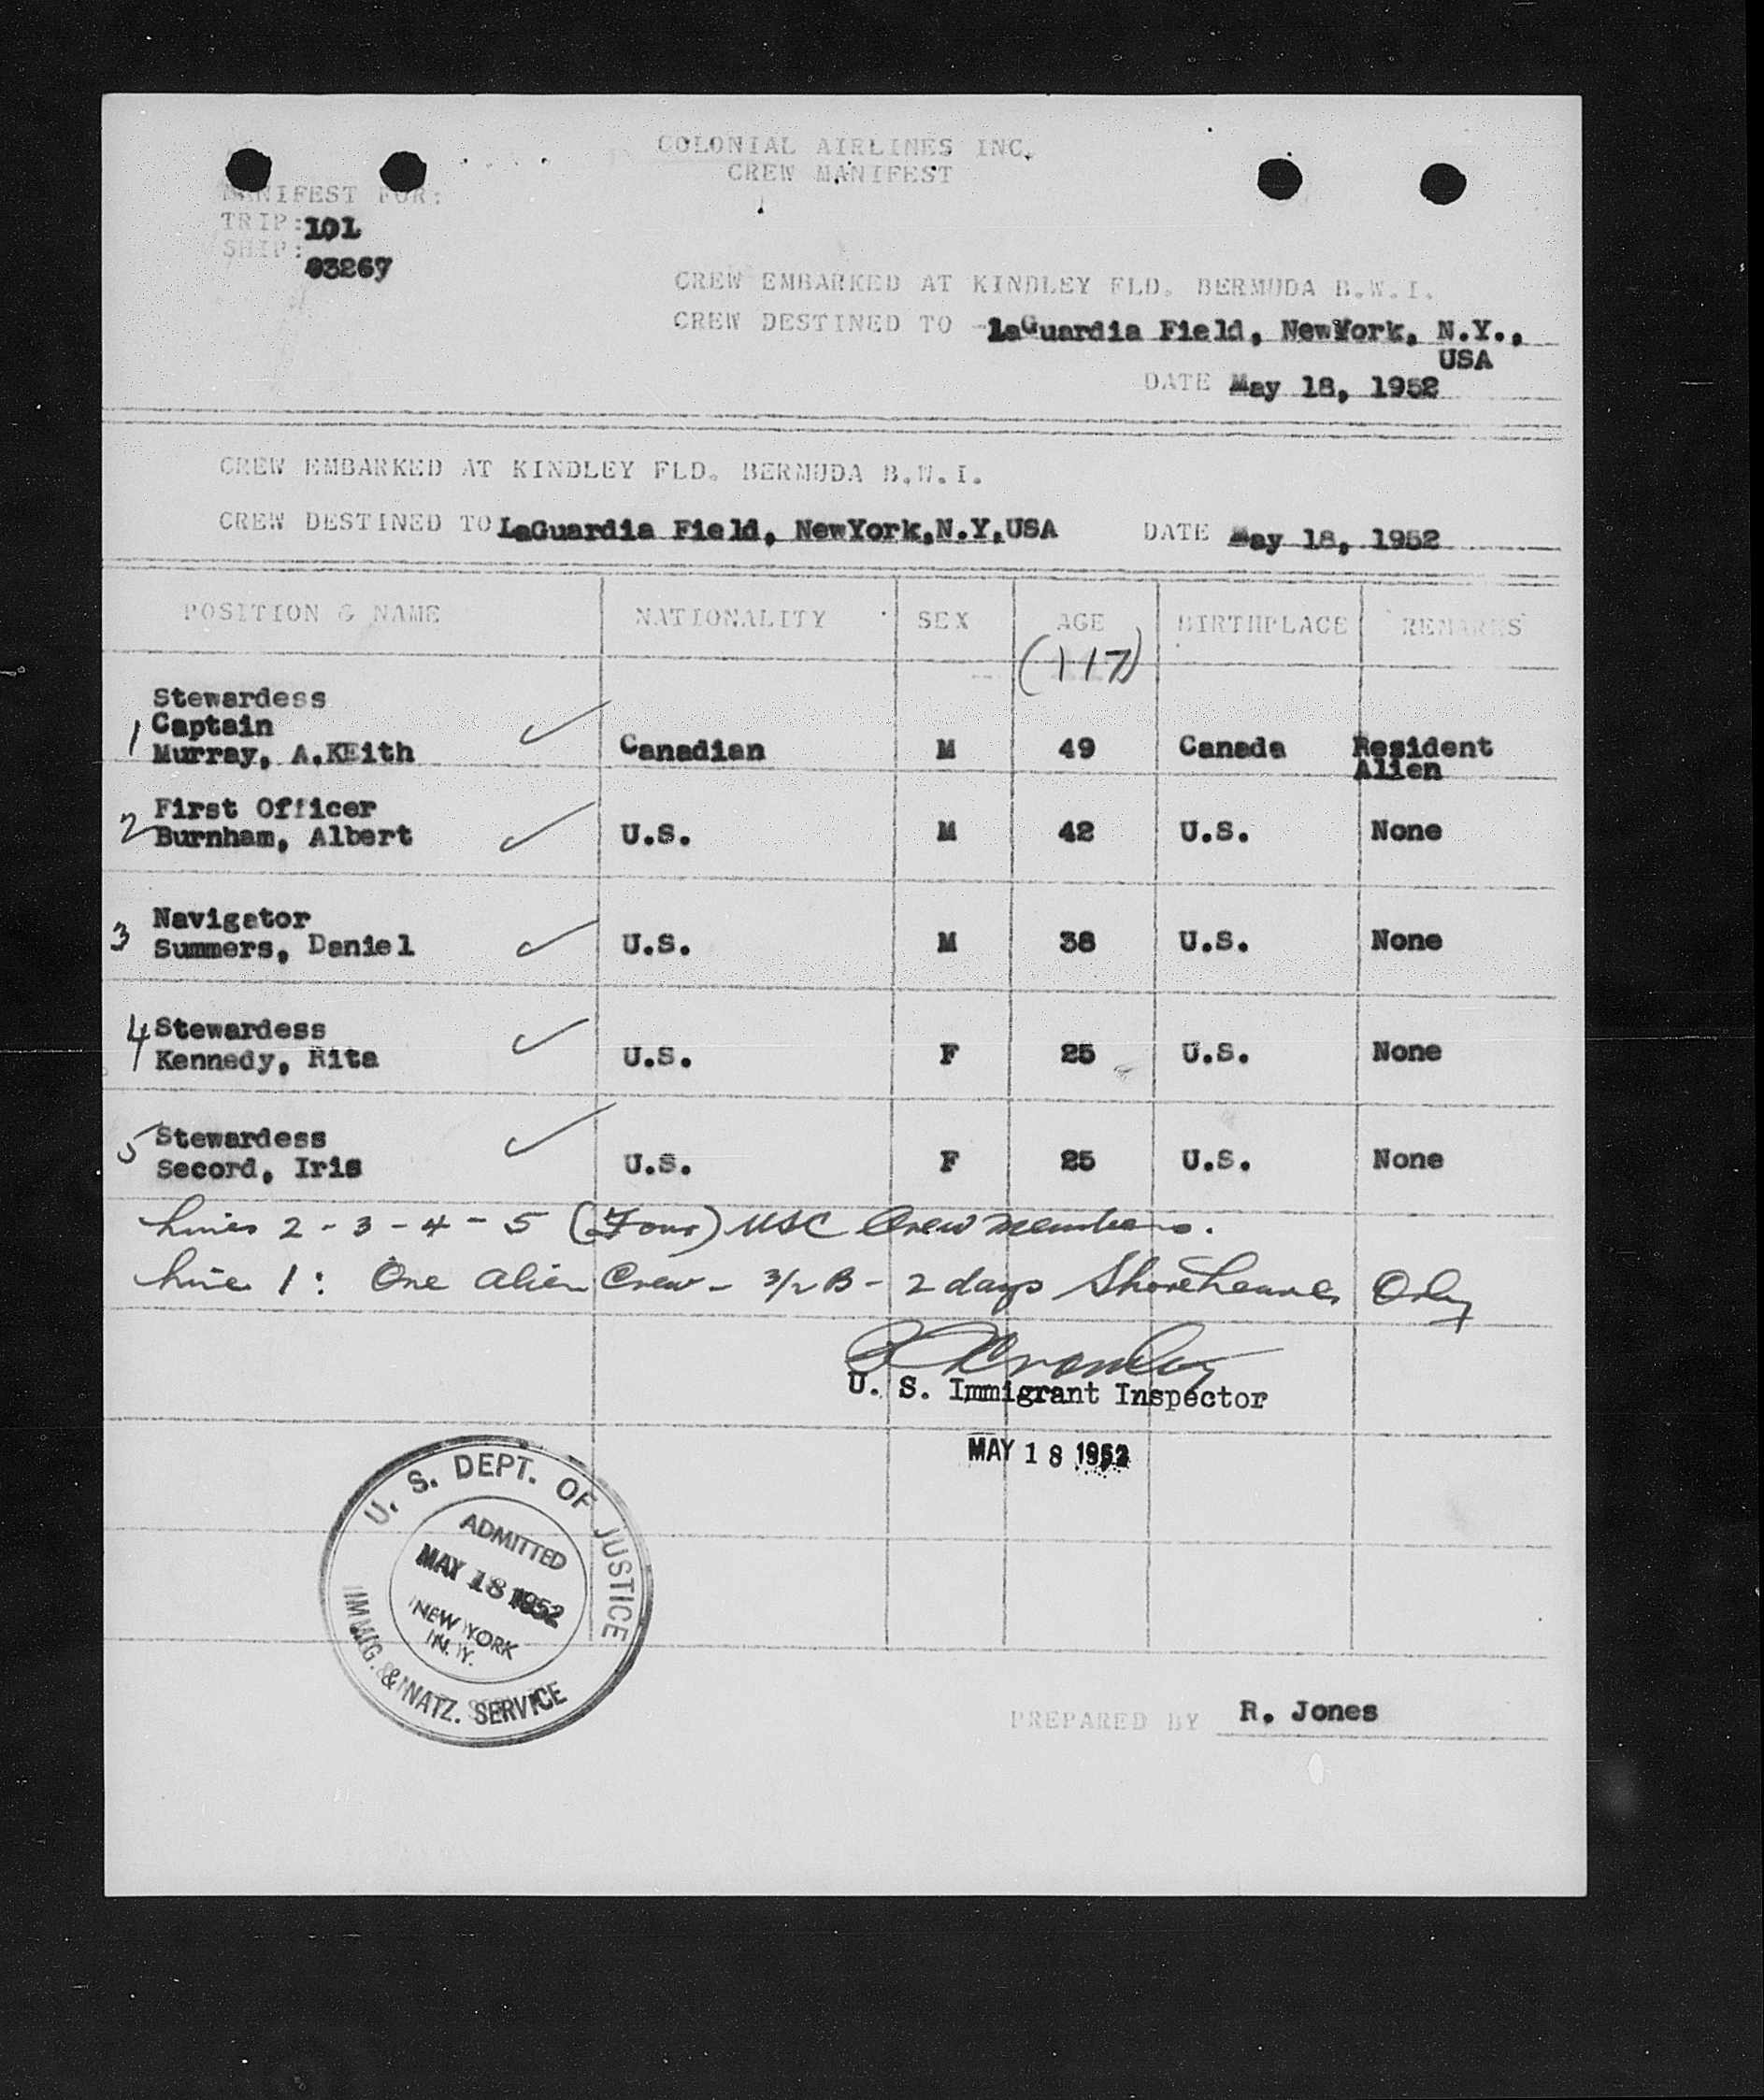 COLONIAL AIRLINES INC.
CREW MANIFEST
MANIFEST FOR:
TRIP: 101
SHIP: 93267
CREW EMBARKED AT KINDLEY FLD. BERMUDA B.W.I.
CREW DESTINED TO LaGuardia Field, NewYork, N.Y.,
USA
DATE May 18, 1952
CREW EMBARKED AT KINDLEY FLD. BERMUDA B.W.I.
CREW DESTINED TO LaGuardia Field, NewYork,N.Y,USA DATE May 18, 1952
POSITION & NAME NATIONALITY SEX AGE BIRTHPLACE REMARKS
(117)
Stewardess
Captain
1 Murray, A.KEith Canadian M 49 Canada Resident
Alien
First Officer
2 Burnham, Albert U.S. M 42 U.S. None
Navigator
3 Summers, Daniel U.S. M 38 U.S. None
4 Stewardess
Kennedy, Rita U.S. F 25 U.S. None
5 Stewardess
Secord, Iris U.S. F 25 U.S. None
Lines 2 - 3 - 4 - 5 (Four) USC Crew Members.
Line 1: One Alien Crew - 3/2 B - 2 days Shore Leave Only
U. S. Immigrant Inspector
MAY 18 1952
U. S. DEPT. OF JUSTICE
ADMITTED
MAY 18 1952
NEW YORK
N. Y.
IMMIG. & NATZ. SERVICE
PREPARED BY R. Jones